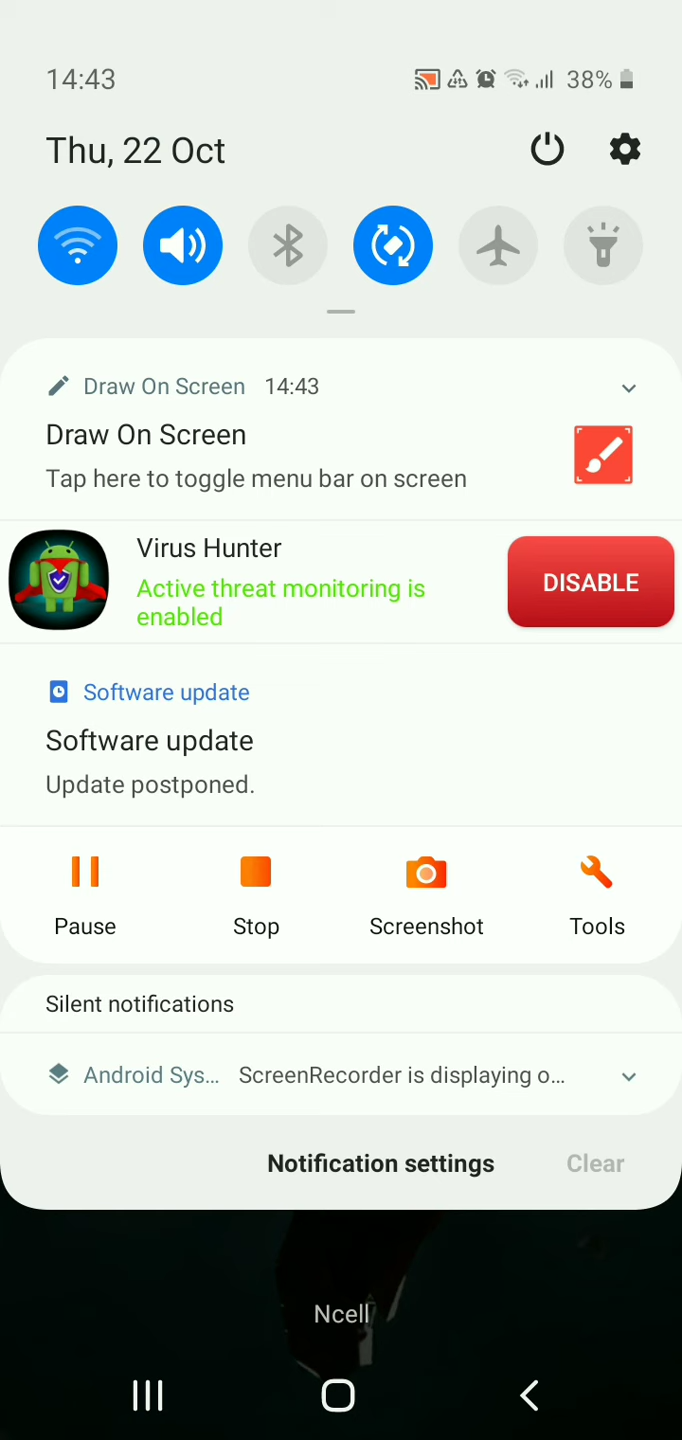 14:43 38%
Thu, 22 Oct
Draw On Screen 14:43
Draw On Screen
Tap here to toggle menu bar on screen
Virus Hunter
Active threat monitoring is
enabled
DISABLE
Software update
Software update
Update postponed.
Pause Stop Screenshot Tools
Silent notifications
Android Sys... ScreenRecorder is displaying o...
Notification settings Clear
Ncell